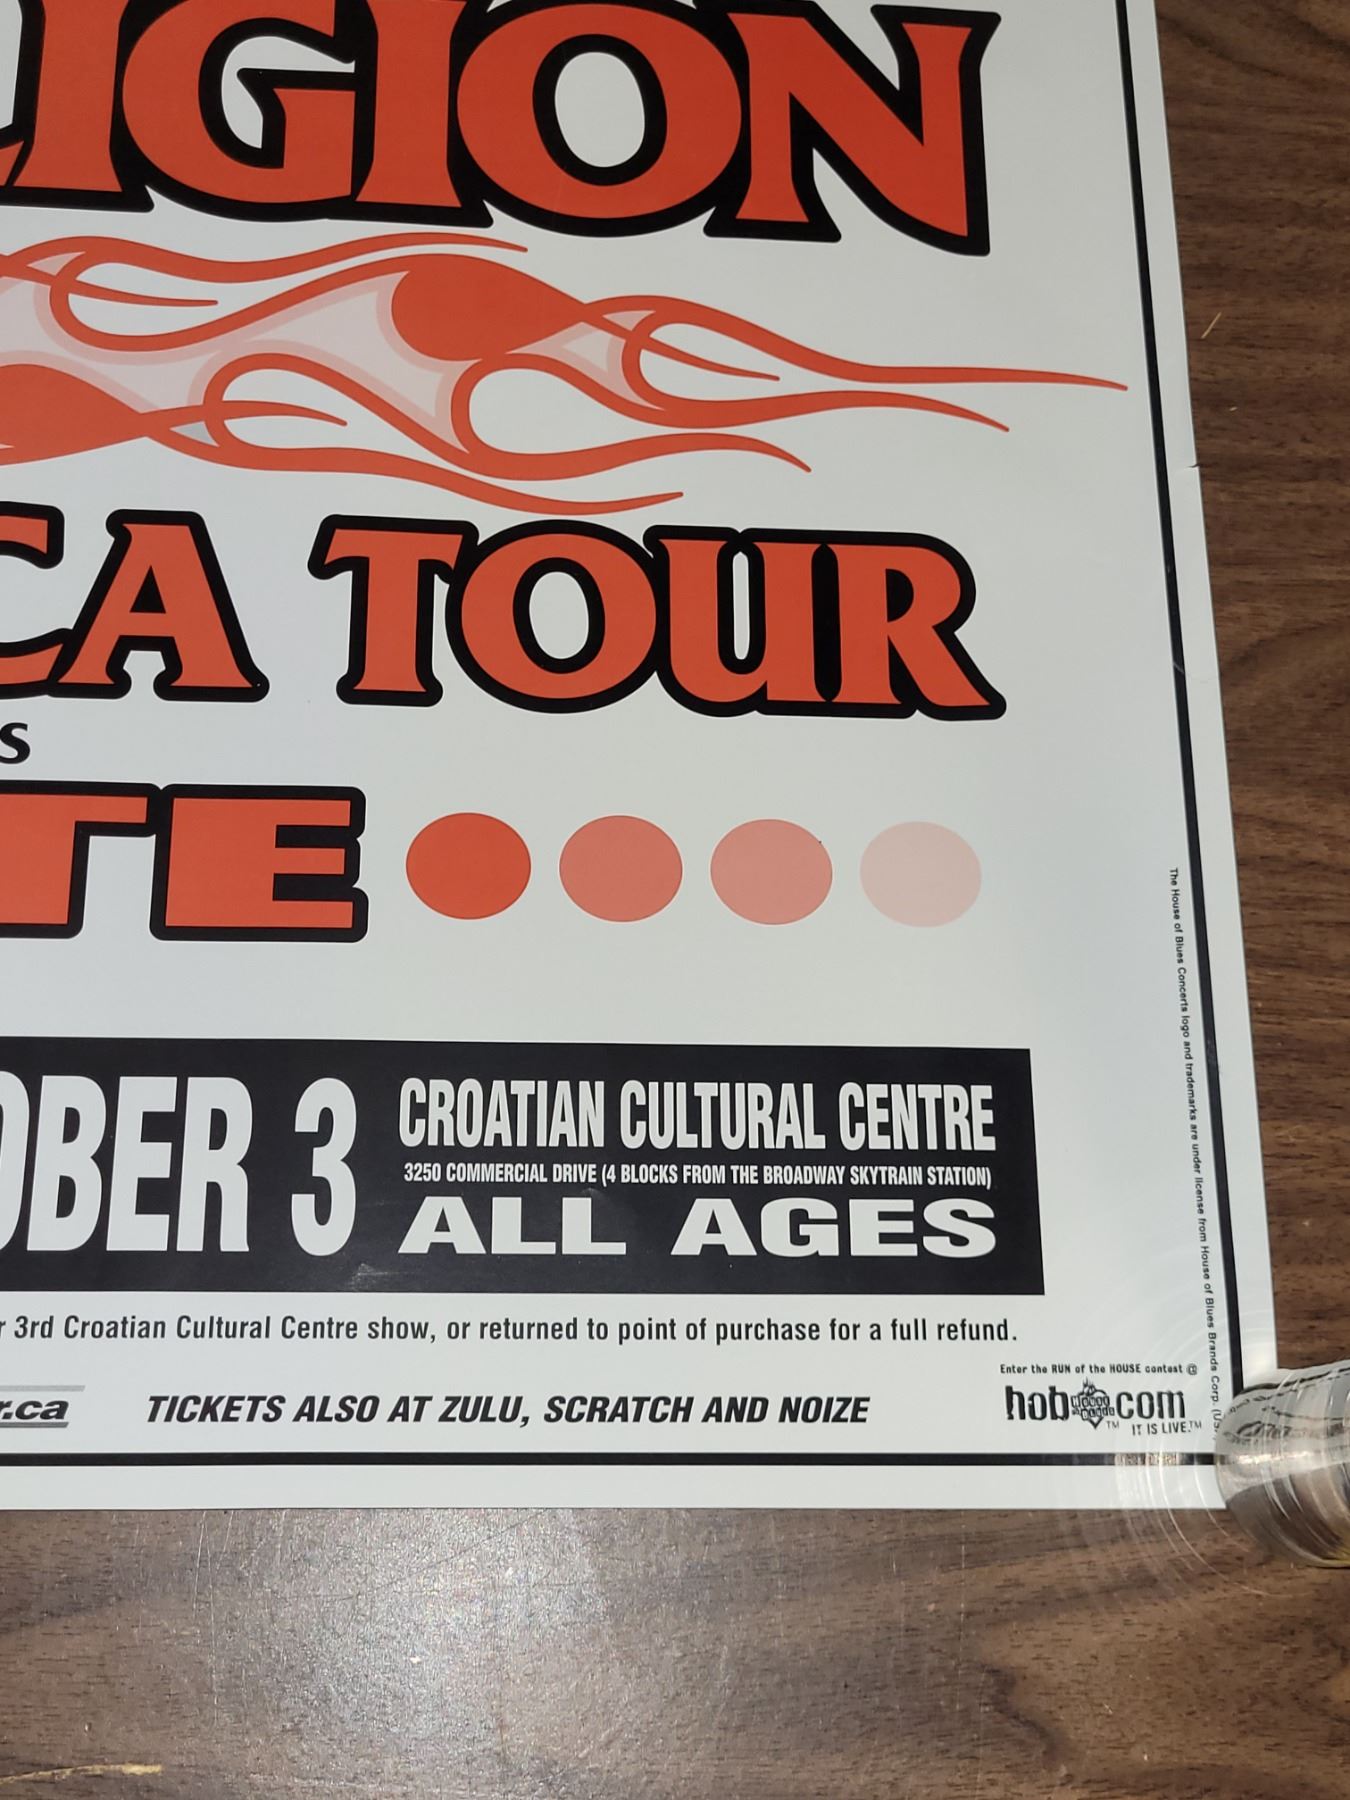 LIGION
CA TOUR
S
TE
OBER 3
CROATIAN CULTURAL CENTRE
3250 COMMERCIAL DRIVE (4 BLOCKS FROM THE BROADWAY SKYTRAIN STATION)
ALL AGES
r 3rd Croatian Cultural Centre show, or returned to point of purchase for a full refund.
r.ca
TICKETS ALSO AT ZULU, SCRATCH AND NOIZE
Enter the RUN of the HOUSE contest @
hob.com
IT IS LIVE.™
The House of Blues Concerts logo and trademarks are under license from House of Blues Brands Corp. (US